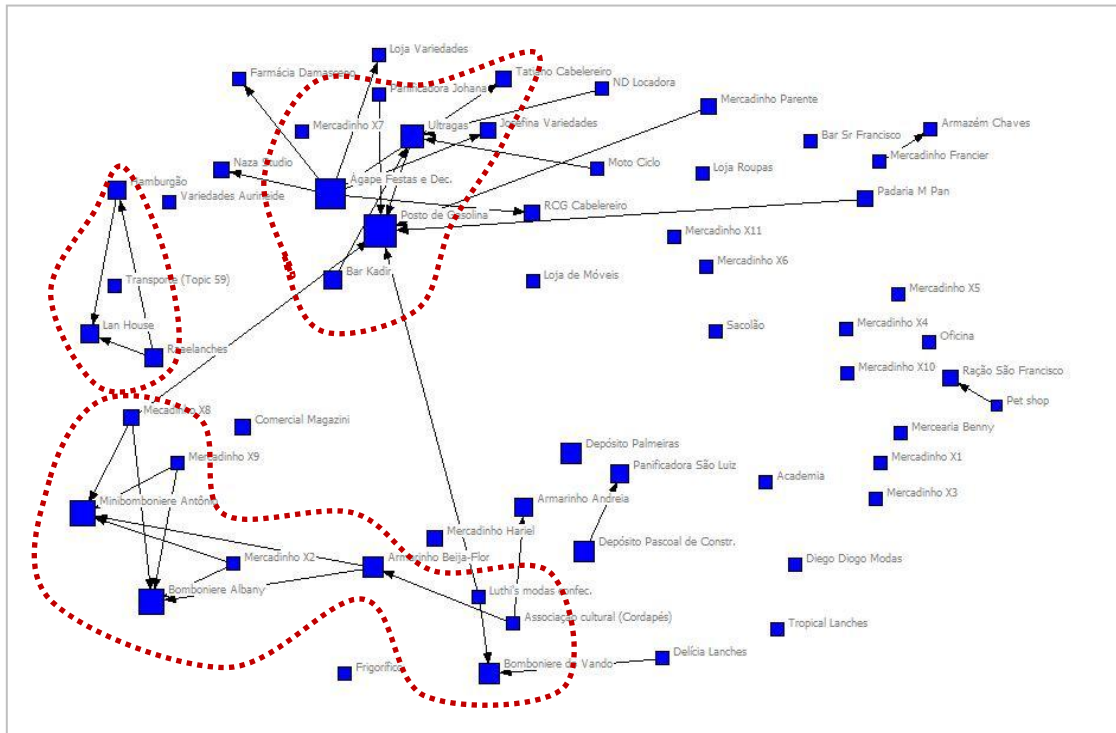 Loja Variedades
Farmácia Damasceno
Tatiano Cabelereiro
Panificadora Johana
ND Locadora
Mercadinho Parente
Mercadinho X7
Ultragas
Josefina Variedades
Armazém Chaves
Bar Sr Francisco
Mercadinho Francier
Naza Studio
Moto Ciclo
Loja Roupas
Ágape Festas e Dec.
Hamburgão
Variedades Aurineide
Padaria M Pan
RCG Cabelereiro
Posto de Gasolina
Mercadinho X11
Mercadinho X6
Bar Kadir
Loja de Móveis
Transporte (Topic 59)
Mercadinho X5
Lan House
Sacolão
Mercadinho X4
Oficina
Raaelanches
Mercadinho X10
Ração São Francisco
Pet shop
Mecadinho X8
Comercial Magazini
Mercearia Benny
Depósito Palmeiras
Mercadinho X9
Panificadora São Luiz
Mercadinho X1
Academia
Minibomboniere Antônio
Armarinho Andreia
Mercadinho X3
Mercadinho Hariel
Depósito Pascoal de Constr.
Mercadinho X2
Armarinho Beija-Flor
Diego Diogo Modas
Bomboniere Albany
Luthi's modas confec.
Associação cultural (Cordapés)
Tropical Lanches
Delícia Lanches
Frigorífico
Bomboniere do Vando